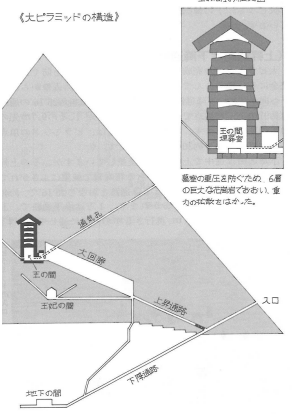 《大ピラミッドの構造》
王の間
埋葬室
墓室の重圧を防ぐため、6層
の巨大な花崗岩でおおい、重
力の拡散をはかった。
通気孔
大回廊
王の間
王妃の間
上昇通路
入口
下降通路
地下の間